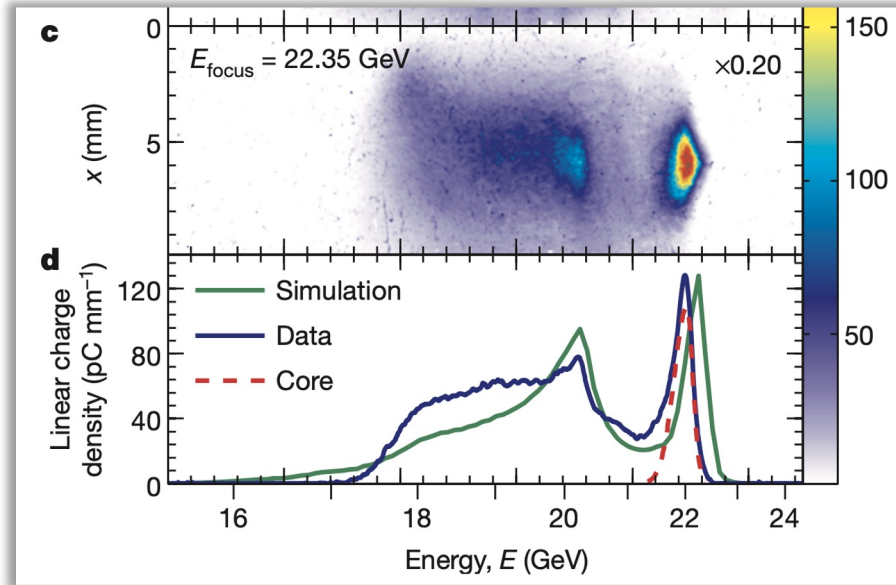 c
0
5
x (mm)
E_focus = 22.35 GeV
×0.20
150
100
50
d
Linear charge
density (pC mm⁻¹)
120
80
40
0
Simulation
Data
Core
16 18 20 22 24
Energy, E (GeV)